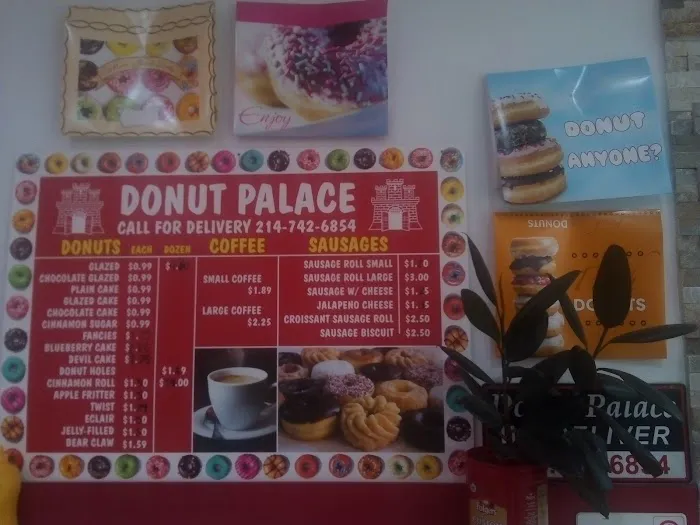 Enjoy
DONUT
ANYONE?
DONUT PALACE
CALL FOR DELIVERY 214-742-6854
DONUTS EACH DOZEN COFFEE SAUSAGES
GLAZED $0.99
CHOCOLATE GLAZED $0.99
PLAIN CAKE $0.99
GLAZED CAKE $0.99
CHOCOLATE CAKE $0.99
CINNAMON SUGAR $0.99
FANCIES
BLUEBERRY CAKE
DEVIL CAKE
DONUT HOLES
CINNAMON ROLL
APPLE FRITTER
TWIST
ECLAIR
JELLY-FILLED
BEAR CLAW $1.59
SMALL COFFEE
$1.89
LARGE COFFEE
$2.25
SAUSAGE ROLL SMALL
SAUSAGE ROLL LARGE $3.00
SAUSAGE W/ CHEESE
JALAPENO CHEESE
CROISSANT SAUSAGE ROLL $2.50
SAUSAGE BISCUIT $2.50
DONUTS
Palace